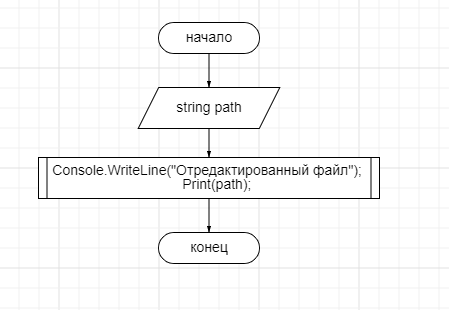 начало
string path
Console.WriteLine("Отредактированный файл");
Print(path);
конец